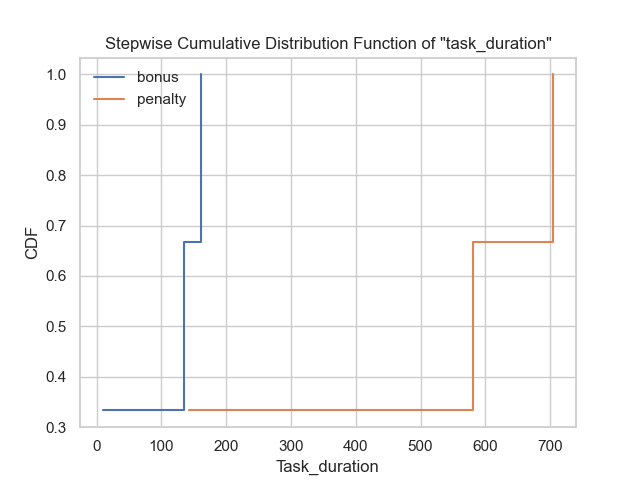 Stepwise Cumulative Distribution Function of "task_duration"
bonus
penalty
1.0
0.9
0.8
0.7
0.6
0.5
0.4
0.3
CDF
0 100 200 300 400 500 600 700
Task_duration